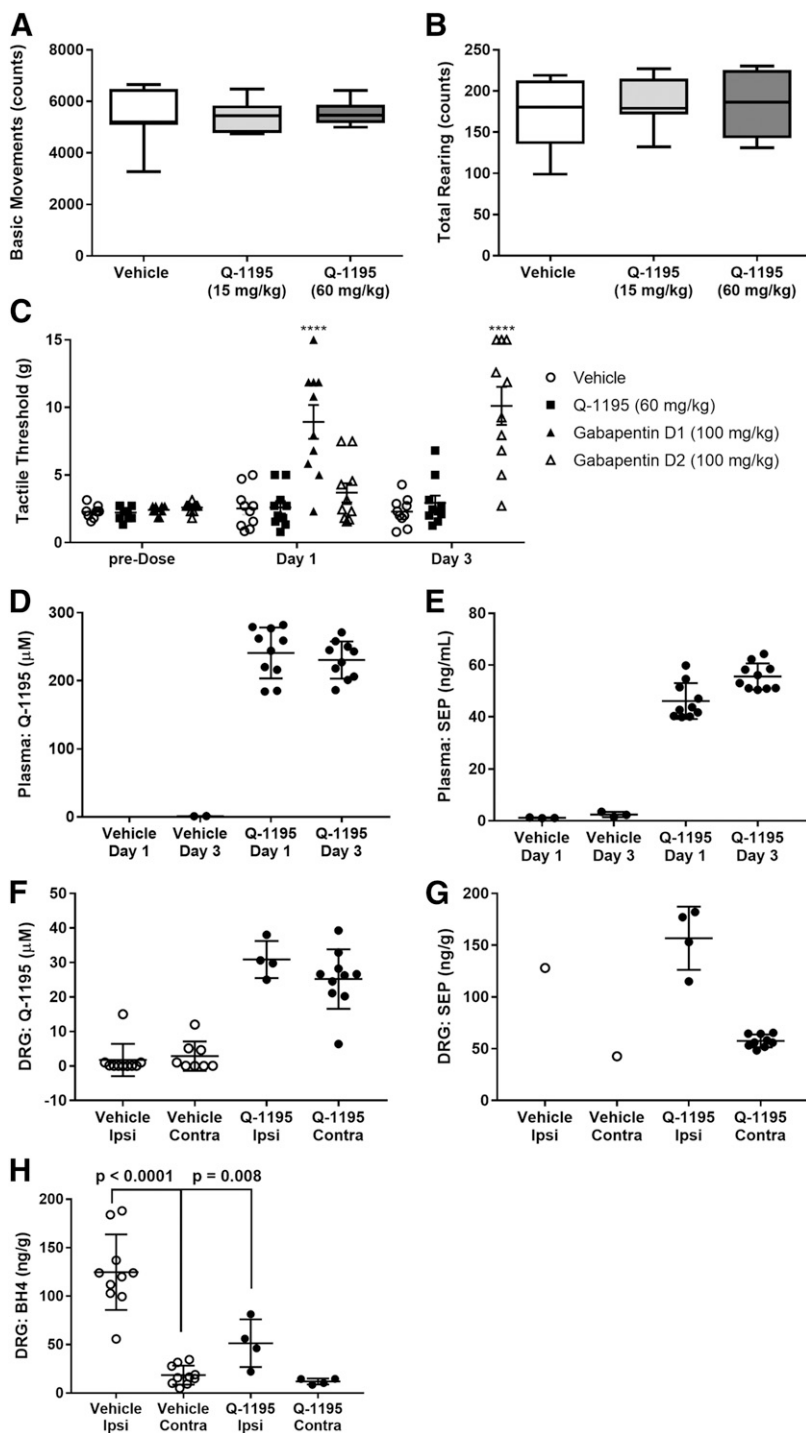 A
Basic Movements (counts)
8000
6000
4000
2000
0
Vehicle
Q-1195
(15 mg/kg)
Q-1195
(60 mg/kg)
B
Total Rearing (counts)
250
200
150
100
50
0
Vehicle
Q-1195
(15 mg/kg)
Q-1195
(60 mg/kg)
C
Tactile Threshold (g)
15
10
5
0
****
****
pre-Dose
Day 1
Day 3
Vehicle
Q-1195 (60 mg/kg)
Gabapentin D1 (100 mg/kg)
Gabapentin D2 (100 mg/kg)
D
Plasma: Q-1195 (µM)
300
200
100
0
Vehicle
Day 1
Vehicle
Day 3
Q-1195
Day 1
Q-1195
Day 3
E
Plasma: SEP (ng/mL)
80
60
40
20
0
Vehicle
Day 1
Vehicle
Day 3
Q-1195
Day 1
Q-1195
Day 3
F
DRG: Q-1195 (µM)
50
40
30
20
10
0
-10
Vehicle
Ipsi
Vehicle
Contra
Q-1195
Ipsi
Q-1195
Contra
G
DRG: SEP (ng/g)
200
150
100
50
0
Vehicle
Ipsi
Vehicle
Contra
Q-1195
Ipsi
Q-1195
Contra
H
p < 0.0001
p = 0.008
DRG: BH4 (ng/g)
200
150
100
50
0
Vehicle
Ipsi
Vehicle
Contra
Q-1195
Ipsi
Q-1195
Contra